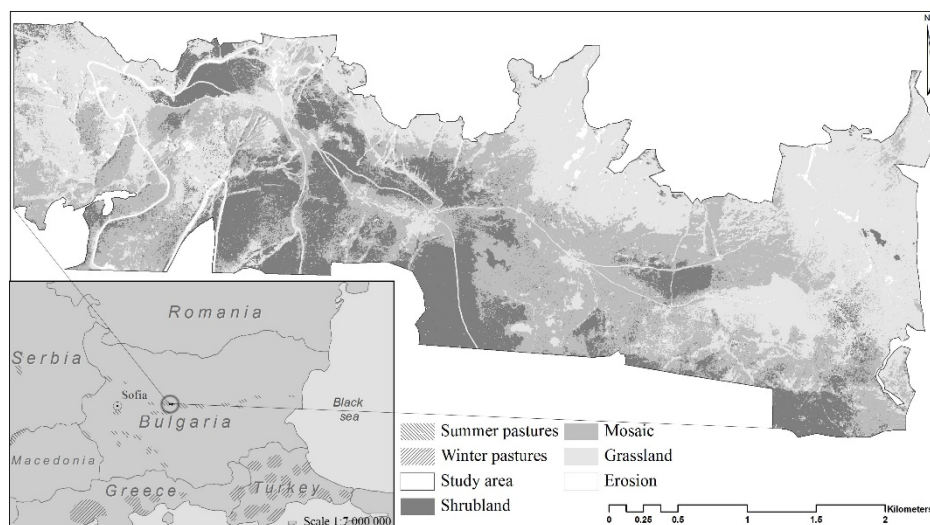 N
Romania
Serbia
Sofia
Black
sea
Bulgaria
Macedonia
Greece
Turkey
Scale 1:7 000 000
Summer pastures
Winter pastures
Study area
Shrubland
Mosaic
Grassland
Erosion
Kilometers
0 0.25 0.5 1 1.5 2